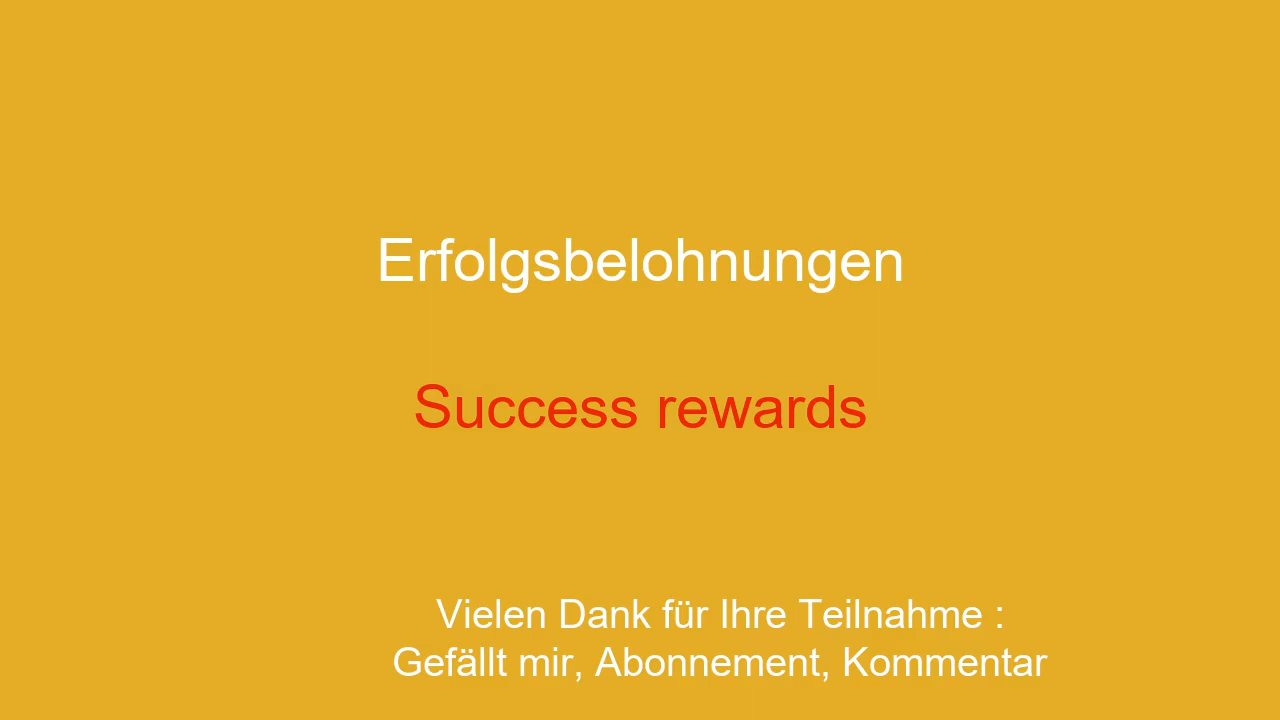 Erfolgsbelohnungen
Success rewards
Vielen Dank für Ihre Teilnahme :
Gefällt mir, Abonnement, Kommentar